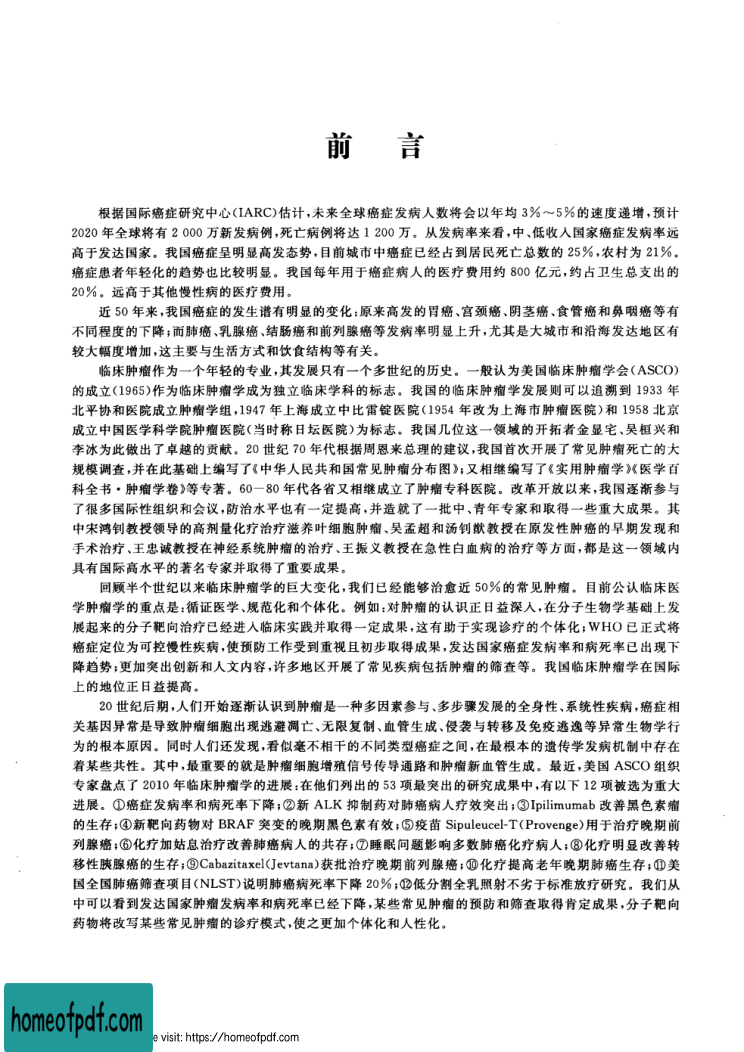 前 言
根据国际癌症研究中心(IARC)估计,未来全球癌症发病人数将会以年均 3%～5%的速度递增,预计
2020 年全球将有 2 000 万新发病例,死亡病例将达 1 200 万。从发病率来看,中、低收入国家癌症发病率远
高于发达国家。我国癌症呈明显高发态势,目前城市中癌症已经占到居民死亡总数的 25%,农村为 21%。
癌症患者年轻化的趋势也比较明显。我国每年用于癌症病人的医疗费用约 800 亿元,约占卫生总支出的
20%。远高于其他慢性病的医疗费用。
近 50 年来,我国癌症的发生谱有明显的变化:原来高发的胃癌、宫颈癌、阴茎癌、食管癌和鼻咽癌等有
不同程度的下降;而肺癌、乳腺癌、结肠癌和前列腺癌等发病率明显上升,尤其是大城市和沿海发达地区有
较大幅度增加,这主要与生活方式和饮食结构等有关。
临床肿瘤作为一个年轻的专业,其发展只有一个多世纪的历史。一般认为美国临床肿瘤学会(ASCO)
的成立(1965)作为临床肿瘤学成为独立临床学科的标志。我国的临床肿瘤学发展则可以追溯到 1933 年
北平协和医院成立肿瘤学组,1947 年上海成立中比雷锭医院(1954 年改为上海市肿瘤医院)和 1958 北京
成立中国医学科学院肿瘤医院(当时称日坛医院)为标志。我国几位这一领域的开拓者金显宅、吴桓兴和
李冰为此做出了卓越的贡献。20 世纪 70 年代根据周恩来总理的建议,我国首次开展了常见肿瘤死亡的大
规模调查,并在此基础上编写了《中华人民共和国常见肿瘤分布图》;又相继编写了《实用肿瘤学》《医学百
科全书·肿瘤学卷》等专著。60－80 年代各省又相继成立了肿瘤专科医院。改革开放以来,我国逐渐参与
了很多国际性组织和会议,防治水平也有一定提高,并造就了一批中、青年专家和取得一些重大成果。其
中宋鸿钊教授领导的高剂量化疗治疗滋养叶细胞肿瘤、吴孟超和汤钊猷教授在原发性肿癌的早期发现和
手术治疗、王忠诚教授在神经系统肿瘤的治疗、王振义教授在急性白血病的治疗等方面,都是这一领域内
具有国际高水平的著名专家并取得了重要成果。
回顾半个世纪以来临床肿瘤学的巨大变化,我们已经能够治愈近 50%的常见肿瘤。目前公认临床医
学肿瘤学的重点是:循证医学、规范化和个体化。例如:对肿瘤的认识正日益深入,在分子生物学基础上发
展起来的分子靶向治疗已经进入临床实践并取得一定成果,这有助于实现诊疗的个体化;WHO 已正式将
癌症定位为可控慢性疾病,使预防工作受到重视且初步取得成果,发达国家癌症发病率和病死率已出现下
降趋势;更加突出创新和人文内容,许多地区开展了常见疾病包括肿瘤的筛查等。我国临床肿瘤学在国际
上的地位正日益提高。
20 世纪后期,人们开始逐渐认识到肿瘤是一种多因素参与、多步骤发展的全身性、系统性疾病,癌症相
关基因异常是导致肿瘤细胞出现逃避凋亡、无限复制、血管生成、侵袭与转移及免疫逃逸等异常生物学行
为的根本原因。同时人们还发现,看似毫不相干的不同类型癌症之间,在最根本的遗传学发病机制中存在
着某些共性。其中,最重要的就是肿瘤细胞增殖信号传导通路和肿瘤新血管生成。最近,美国 ASCO 组织
专家盘点了 2010 年临床肿瘤学的进展:在他们列出的 53 项最突出的研究成果中,有以下 12 项被选为重大
进展。①癌症发病率和病死率下降;②新 ALK 抑制药对肺癌病人疗效突出;③Ipilimumab 改善黑色素瘤
的生存;④新靶向药物对 BRAF 突变的晚期黑色素有效;⑤疫苗 Sipuleucel-T(Provenge)用于治疗晚期前
列腺癌;⑥化疗加姑息治疗改善肺癌病人的共存;⑦睡眠问题影响多数肺癌化疗病人;⑧化疗明显改善转
移性胰腺癌的生存;⑨Cabazitaxel(Jevtana)获批治疗晚期前列腺癌;⑩化疗提高老年晚期肺癌生存;⑪美
国全国肺癌筛查项目(NLST)说明肺癌病死率下降 20%;⑫低分割全乳照射不劣于标准放疗研究。我们从
中可以看到发达国家肿瘤发病率和病死率已经下降,某些常见肿瘤的预防和筛查取得肯定成果,分子靶向
药物将改写某些常见肿瘤的诊疗模式,使之更加个体化和人性化。
homeofpdf.com
e visit: https://homeofpdf.com